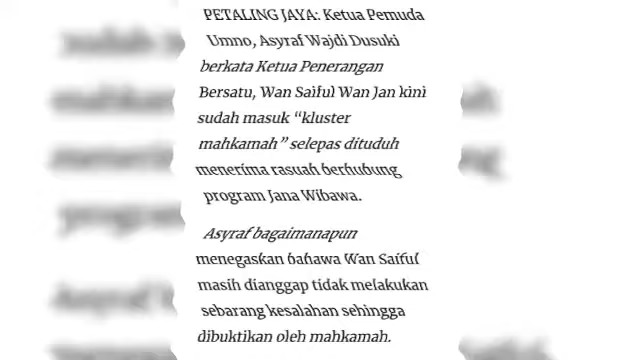 PETALING JAYA: Ketua Pemuda
Umno, Asyraf Wajdi Dusuki
berkata Ketua Penerangan
Bersatu, Wan Saiful Wan Jan kini
sudah masuk “kluster
mahkamah” selepas dituduh
menerima rasuah berhubung
program Jana Wibawa.
Asyraf bagaimanapun
menegaskan bahawa Wan Saiful
masih dianggap tidak melakukan
sebarang kesalahan sehingga
dibuktikan oleh mahkamah.